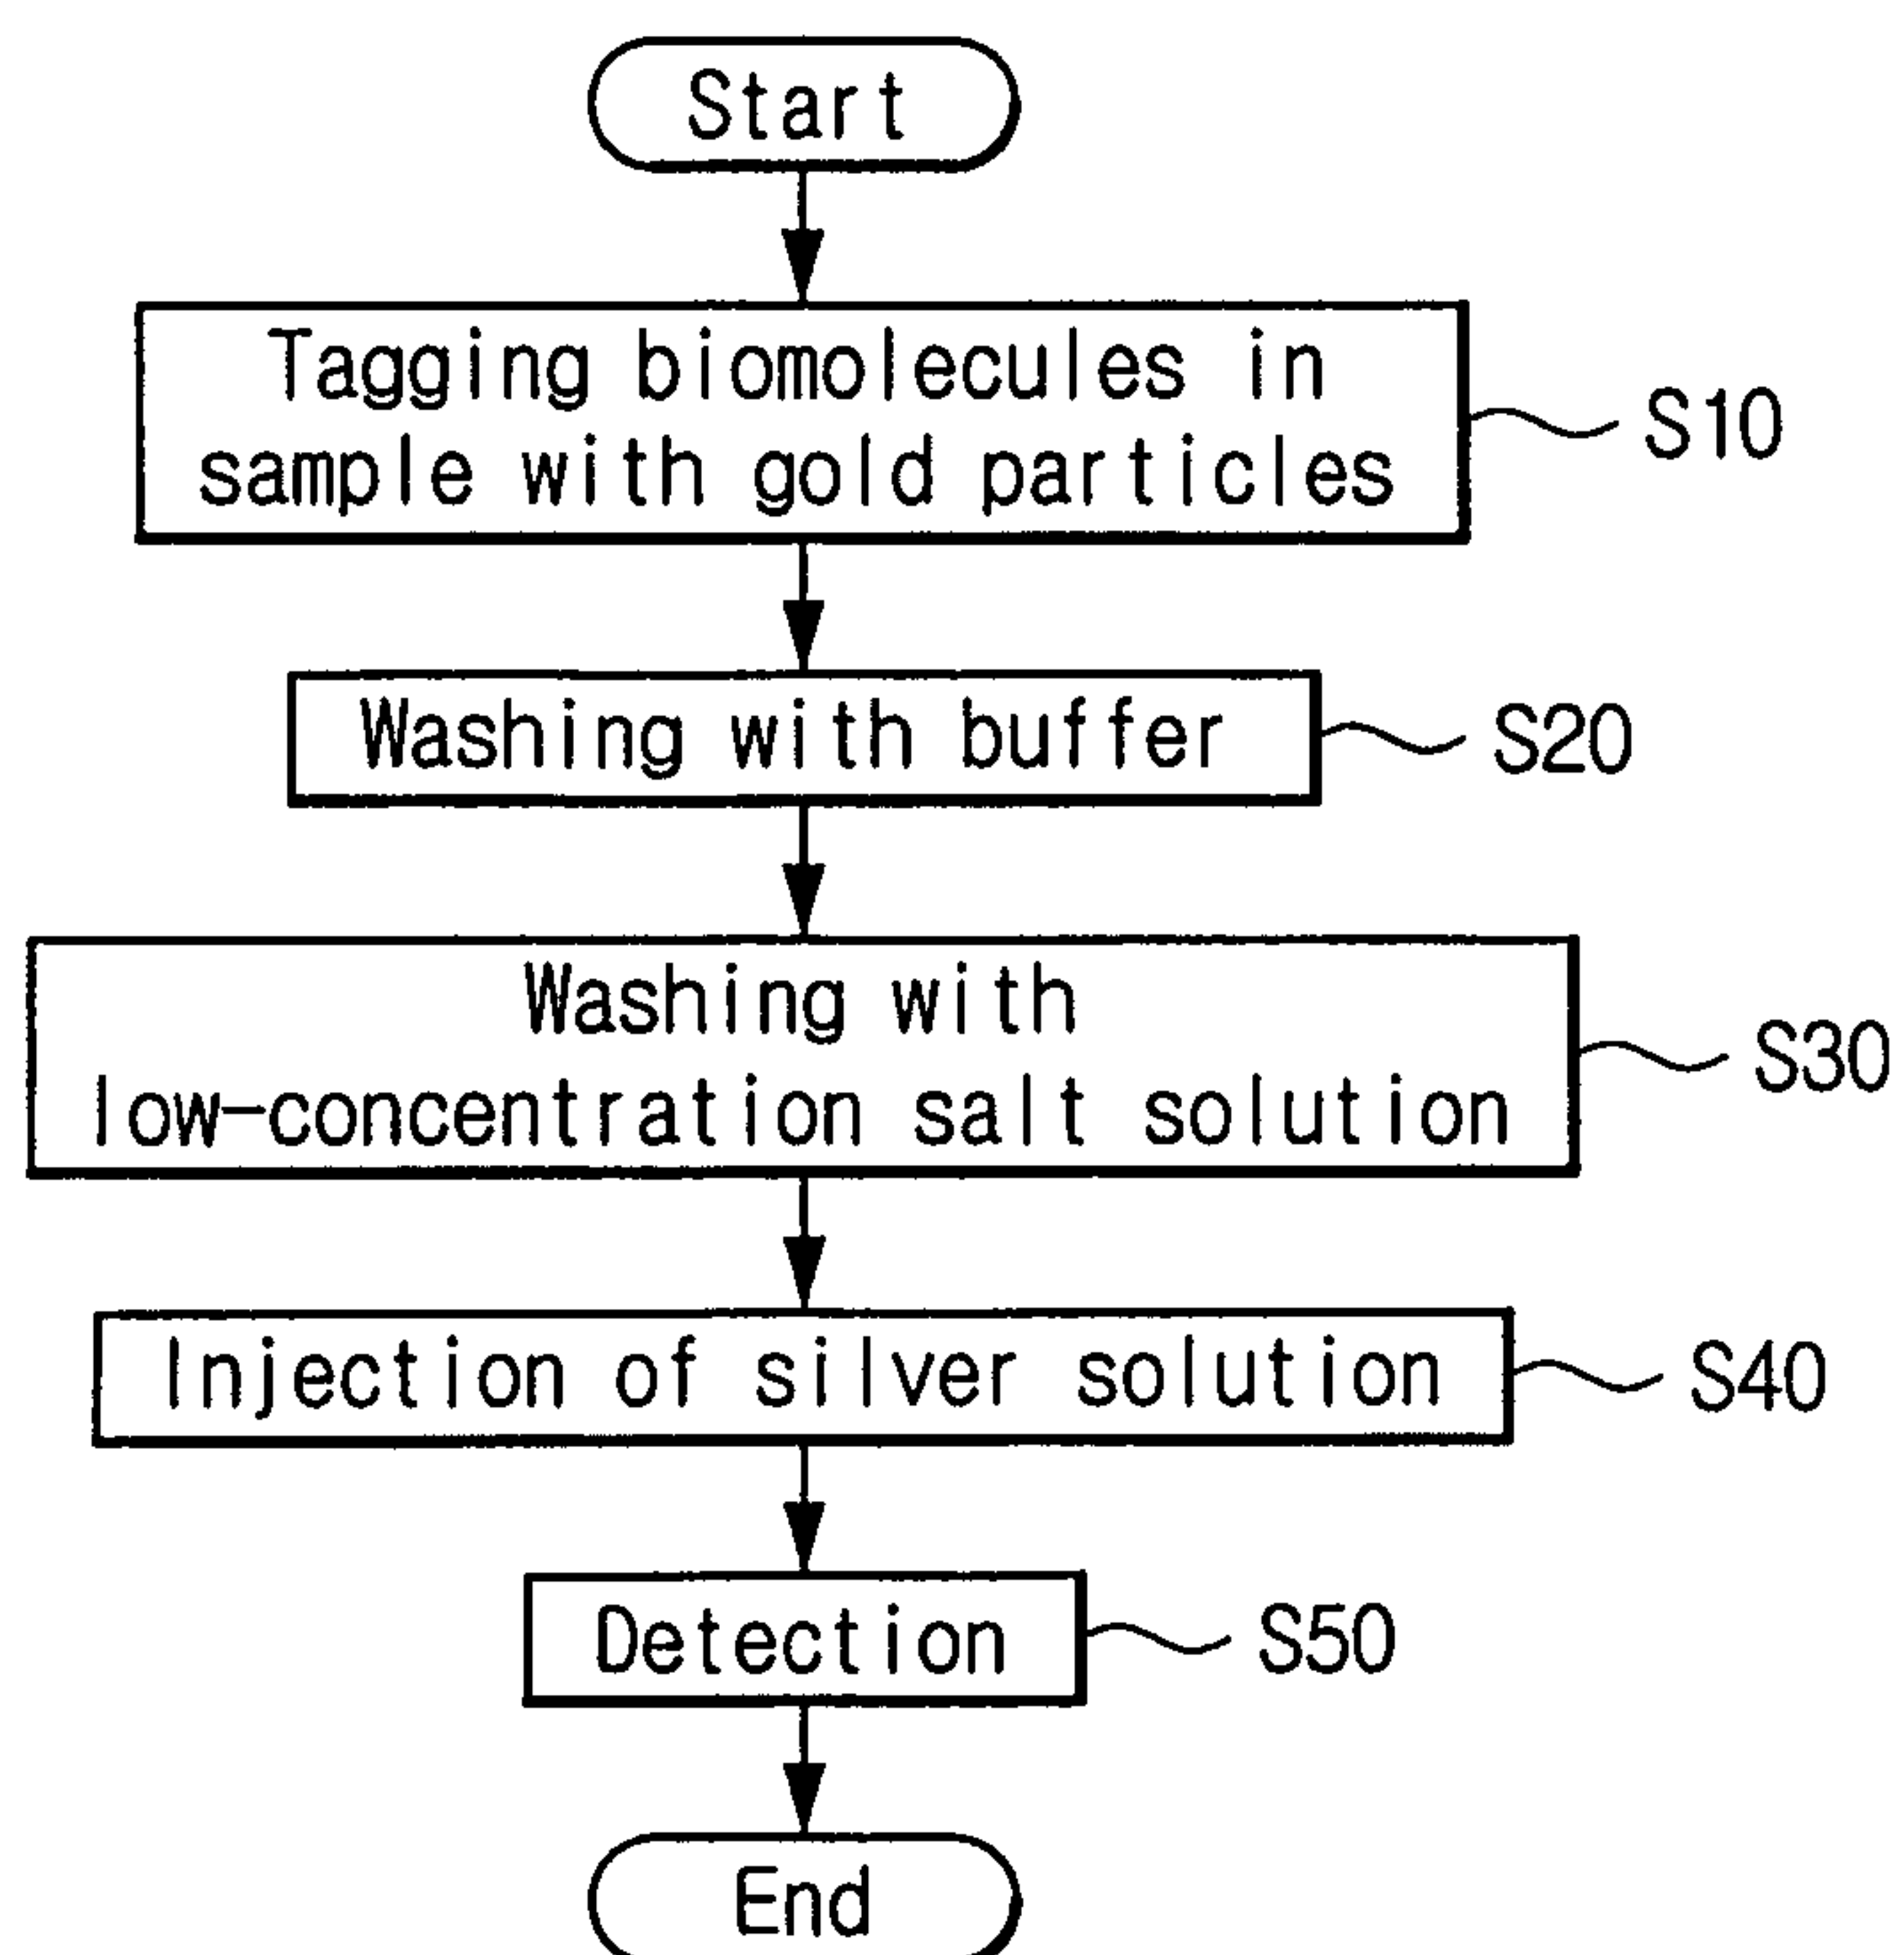 Start
Tagging biomolecules in
sample with gold particles
S10
Washing with buffer
S20
Washing with
low-concentration salt solution
S30
Injection of silver solution
S40
Detection
S50
End